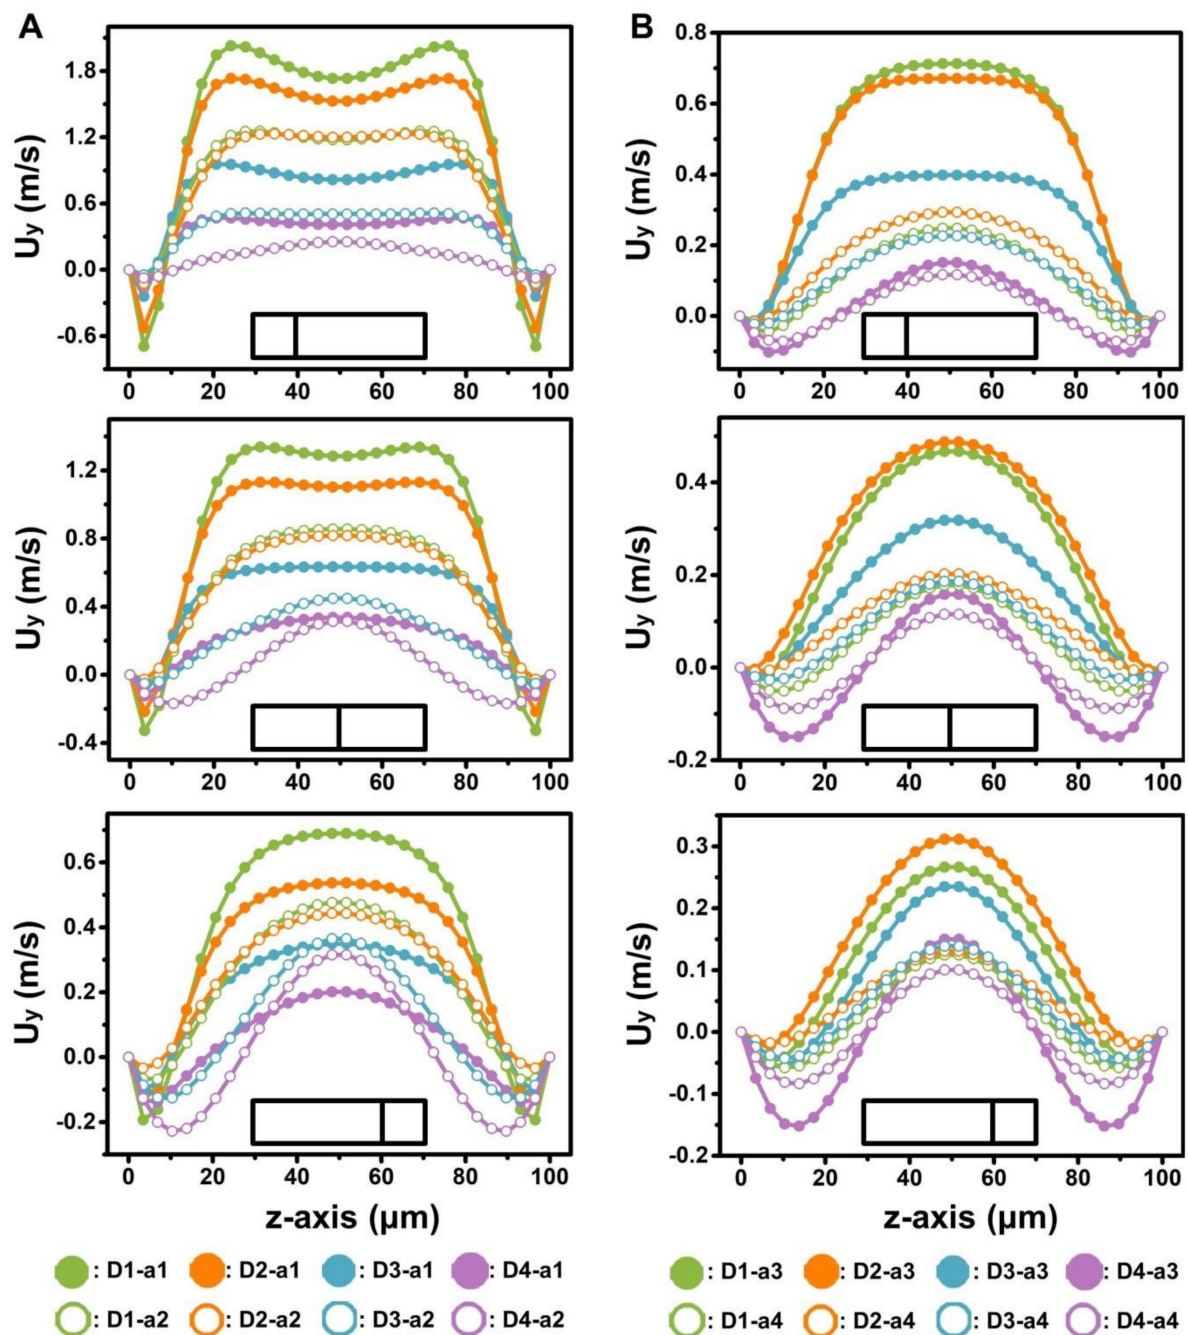 A
B
Uy (m/s)
1.8
1.2
0.6
0.0
-0.6
0 20 40 60 80 100
Uy (m/s)
0.8
0.6
0.4
0.2
0.0
0 20 40 60 80 100
Uy (m/s)
1.2
0.8
0.4
0.0
-0.4
0 20 40 60 80 100
Uy (m/s)
0.4
0.2
0.0
-0.2
0 20 40 60 80 100
Uy (m/s)
0.6
0.4
0.2
0.0
-0.2
0 20 40 60 80 100
z-axis (μm)
Uy (m/s)
0.3
0.2
0.1
0.0
-0.1
-0.2
0 20 40 60 80 100
z-axis (μm)
: D1-a1 : D2-a1 : D3-a1 : D4-a1
: D1-a2 : D2-a2 : D3-a2 : D4-a2
: D1-a3 : D2-a3 : D3-a3 : D4-a3
: D1-a4 : D2-a4 : D3-a4 : D4-a4